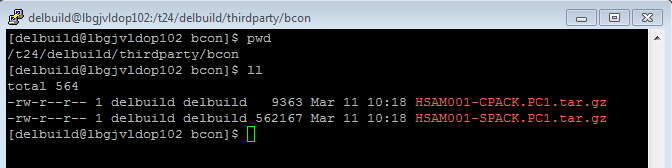 delbuild@lbgjvldop102:/t24/delbuild/thirdparty/bcon
[delbuild@lbgjvldop102 bcon]$ pwd
/t24/delbuild/thirdparty/bcon
[delbuild@lbgjvldop102 bcon]$ ll
total 564
-rw-r--r-- 1 delbuild delbuild   9363 Mar 11 10:18 HSAM001-CPACK.PC1.tar.gz
-rw-r--r-- 1 delbuild delbuild 562167 Mar 11 10:18 HSAM001-SPACK.PC1.tar.gz
[delbuild@lbgjvldop102 bcon]$